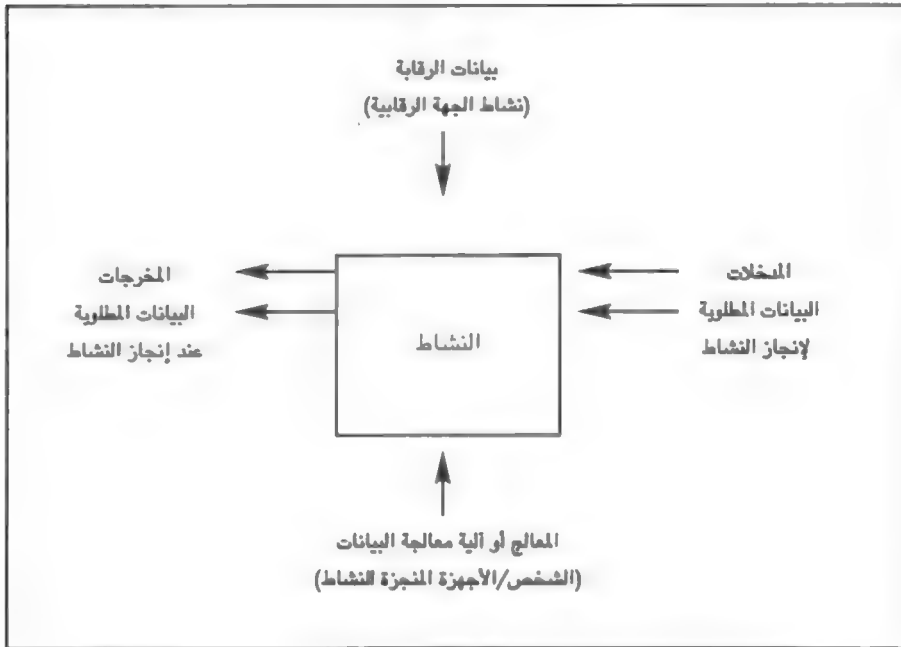 بيانات الرقابة
(نشاط الجهة الرقابية)
المدخلات
البيانات المطلوبة
لإنجاز النشاط
النشاط
المخرجات
البيانات المطلوبة
عند إنجاز النشاط
المعالج أو آلية معالجة البيانات
(الشخص/الأجهزة المنجزة النشاط)